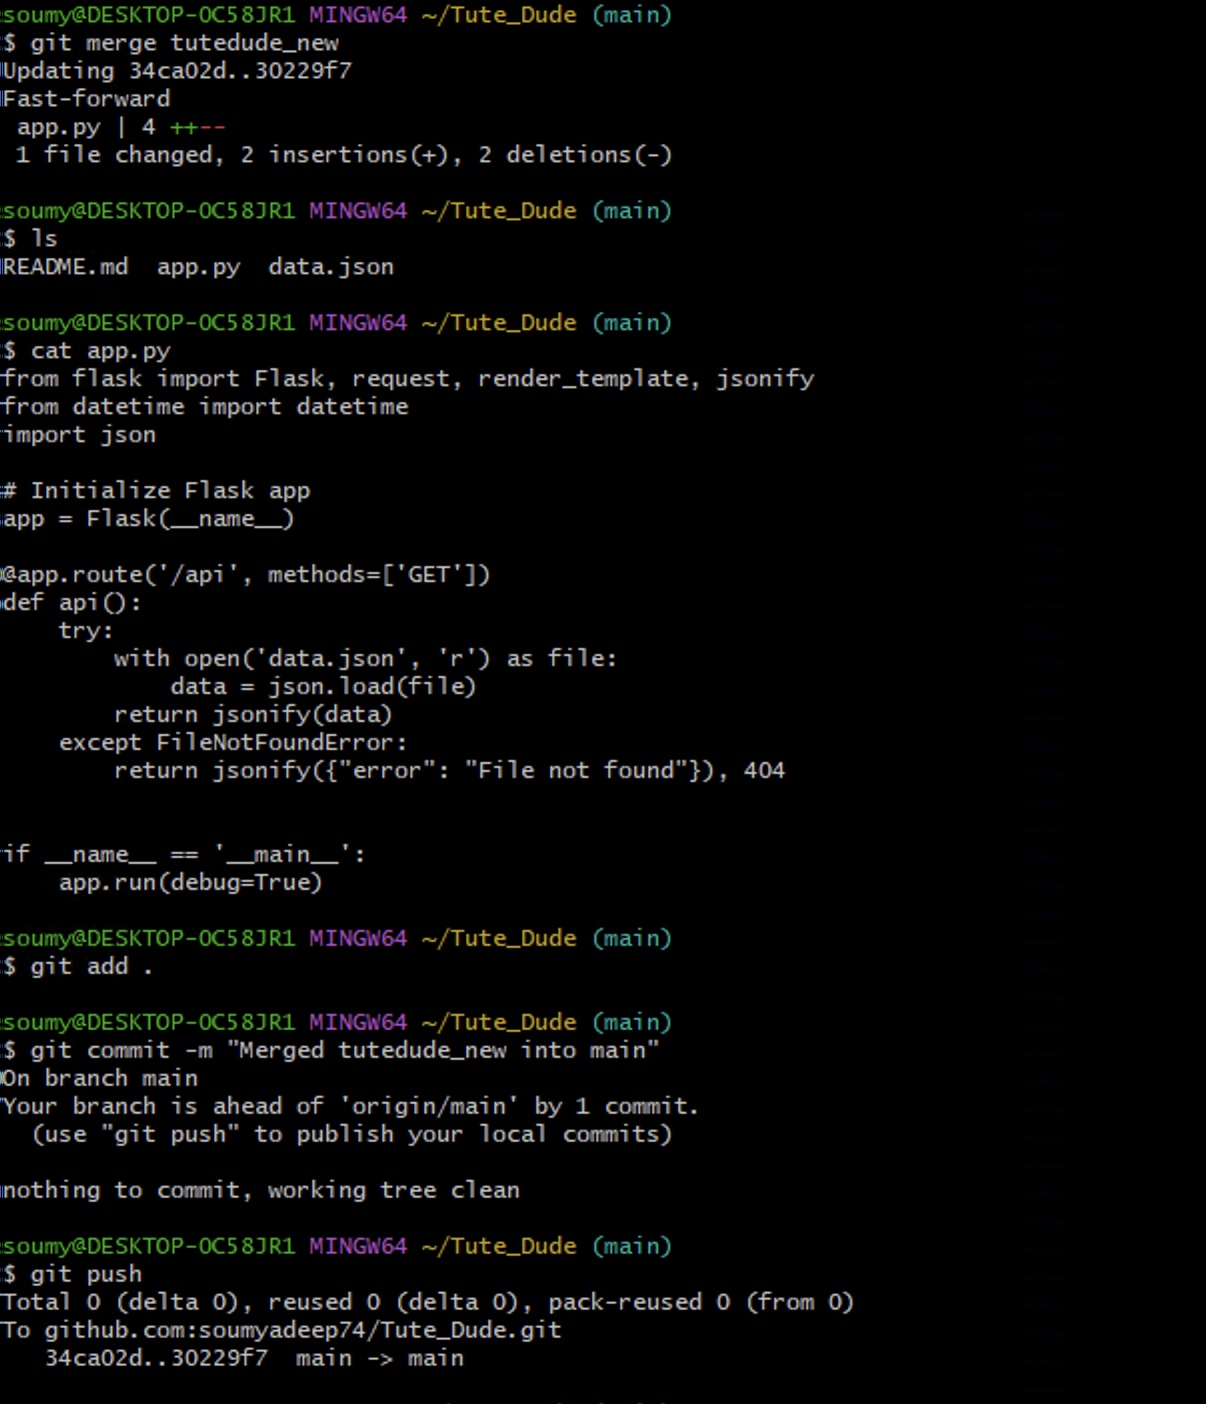 soumy@DESKTOP-OC58JR1 MINGW64 ~/Tute_Dude (main)
$ git merge tutedude_new
Updating 34ca02d..30229f7
Fast-forward
 app.py | 4 ++--
 1 file changed, 2 insertions(+), 2 deletions(-)

soumy@DESKTOP-OC58JR1 MINGW64 ~/Tute_Dude (main)
$ ls
README.md  app.py  data.json

soumy@DESKTOP-OC58JR1 MINGW64 ~/Tute_Dude (main)
$ cat app.py
from flask import Flask, request, render_template, jsonify
from datetime import datetime
import json

# Initialize Flask app
app = Flask(__name__)

@app.route('/api', methods=['GET'])
def api():
    try:
        with open('data.json', 'r') as file:
            data = json.load(file)
        return jsonify(data)
    except FileNotFoundError:
        return jsonify({"error": "File not found"}), 404


if __name__ == '__main__':
    app.run(debug=True)

soumy@DESKTOP-OC58JR1 MINGW64 ~/Tute_Dude (main)
$ git add .

soumy@DESKTOP-OC58JR1 MINGW64 ~/Tute_Dude (main)
$ git commit -m "Merged tutedude_new into main"
On branch main
Your branch is ahead of 'origin/main' by 1 commit.
  (use "git push" to publish your local commits)

nothing to commit, working tree clean

soumy@DESKTOP-OC58JR1 MINGW64 ~/Tute_Dude (main)
$ git push
Total 0 (delta 0), reused 0 (delta 0), pack-reused 0 (from 0)
To github.com:soumyadeep74/Tute_Dude.git
   34ca02d..30229f7  main -> main